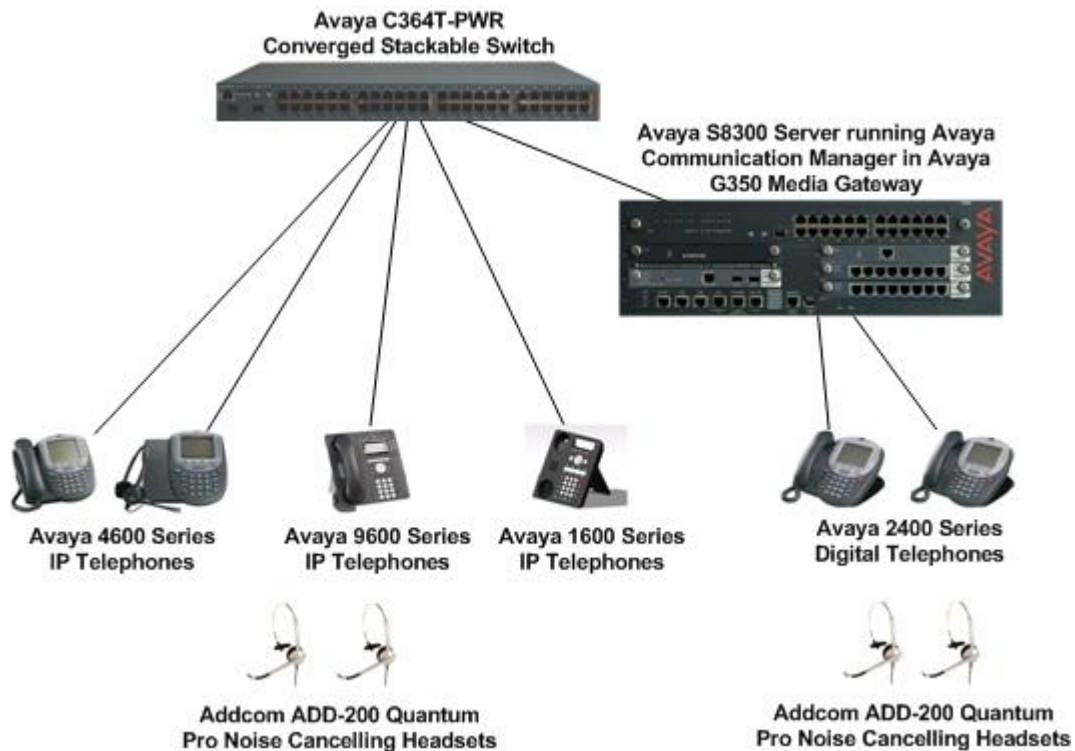 Avaya C364T-PWR
Converged Stackable Switch
Avaya S8300 Server running Avaya
Communication Manager in Avaya
G350 Media Gateway
AVAYA
Avaya 4600 Series
IP Telephones
Avaya 9600 Series
IP Telephones
Avaya 1600 Series
IP Telephones
Avaya 2400 Series
Digital Telephones
Addcom ADD-200 Quantum
Pro Noise Cancelling Headsets
Addcom ADD-200 Quantum
Pro Noise Cancelling Headsets